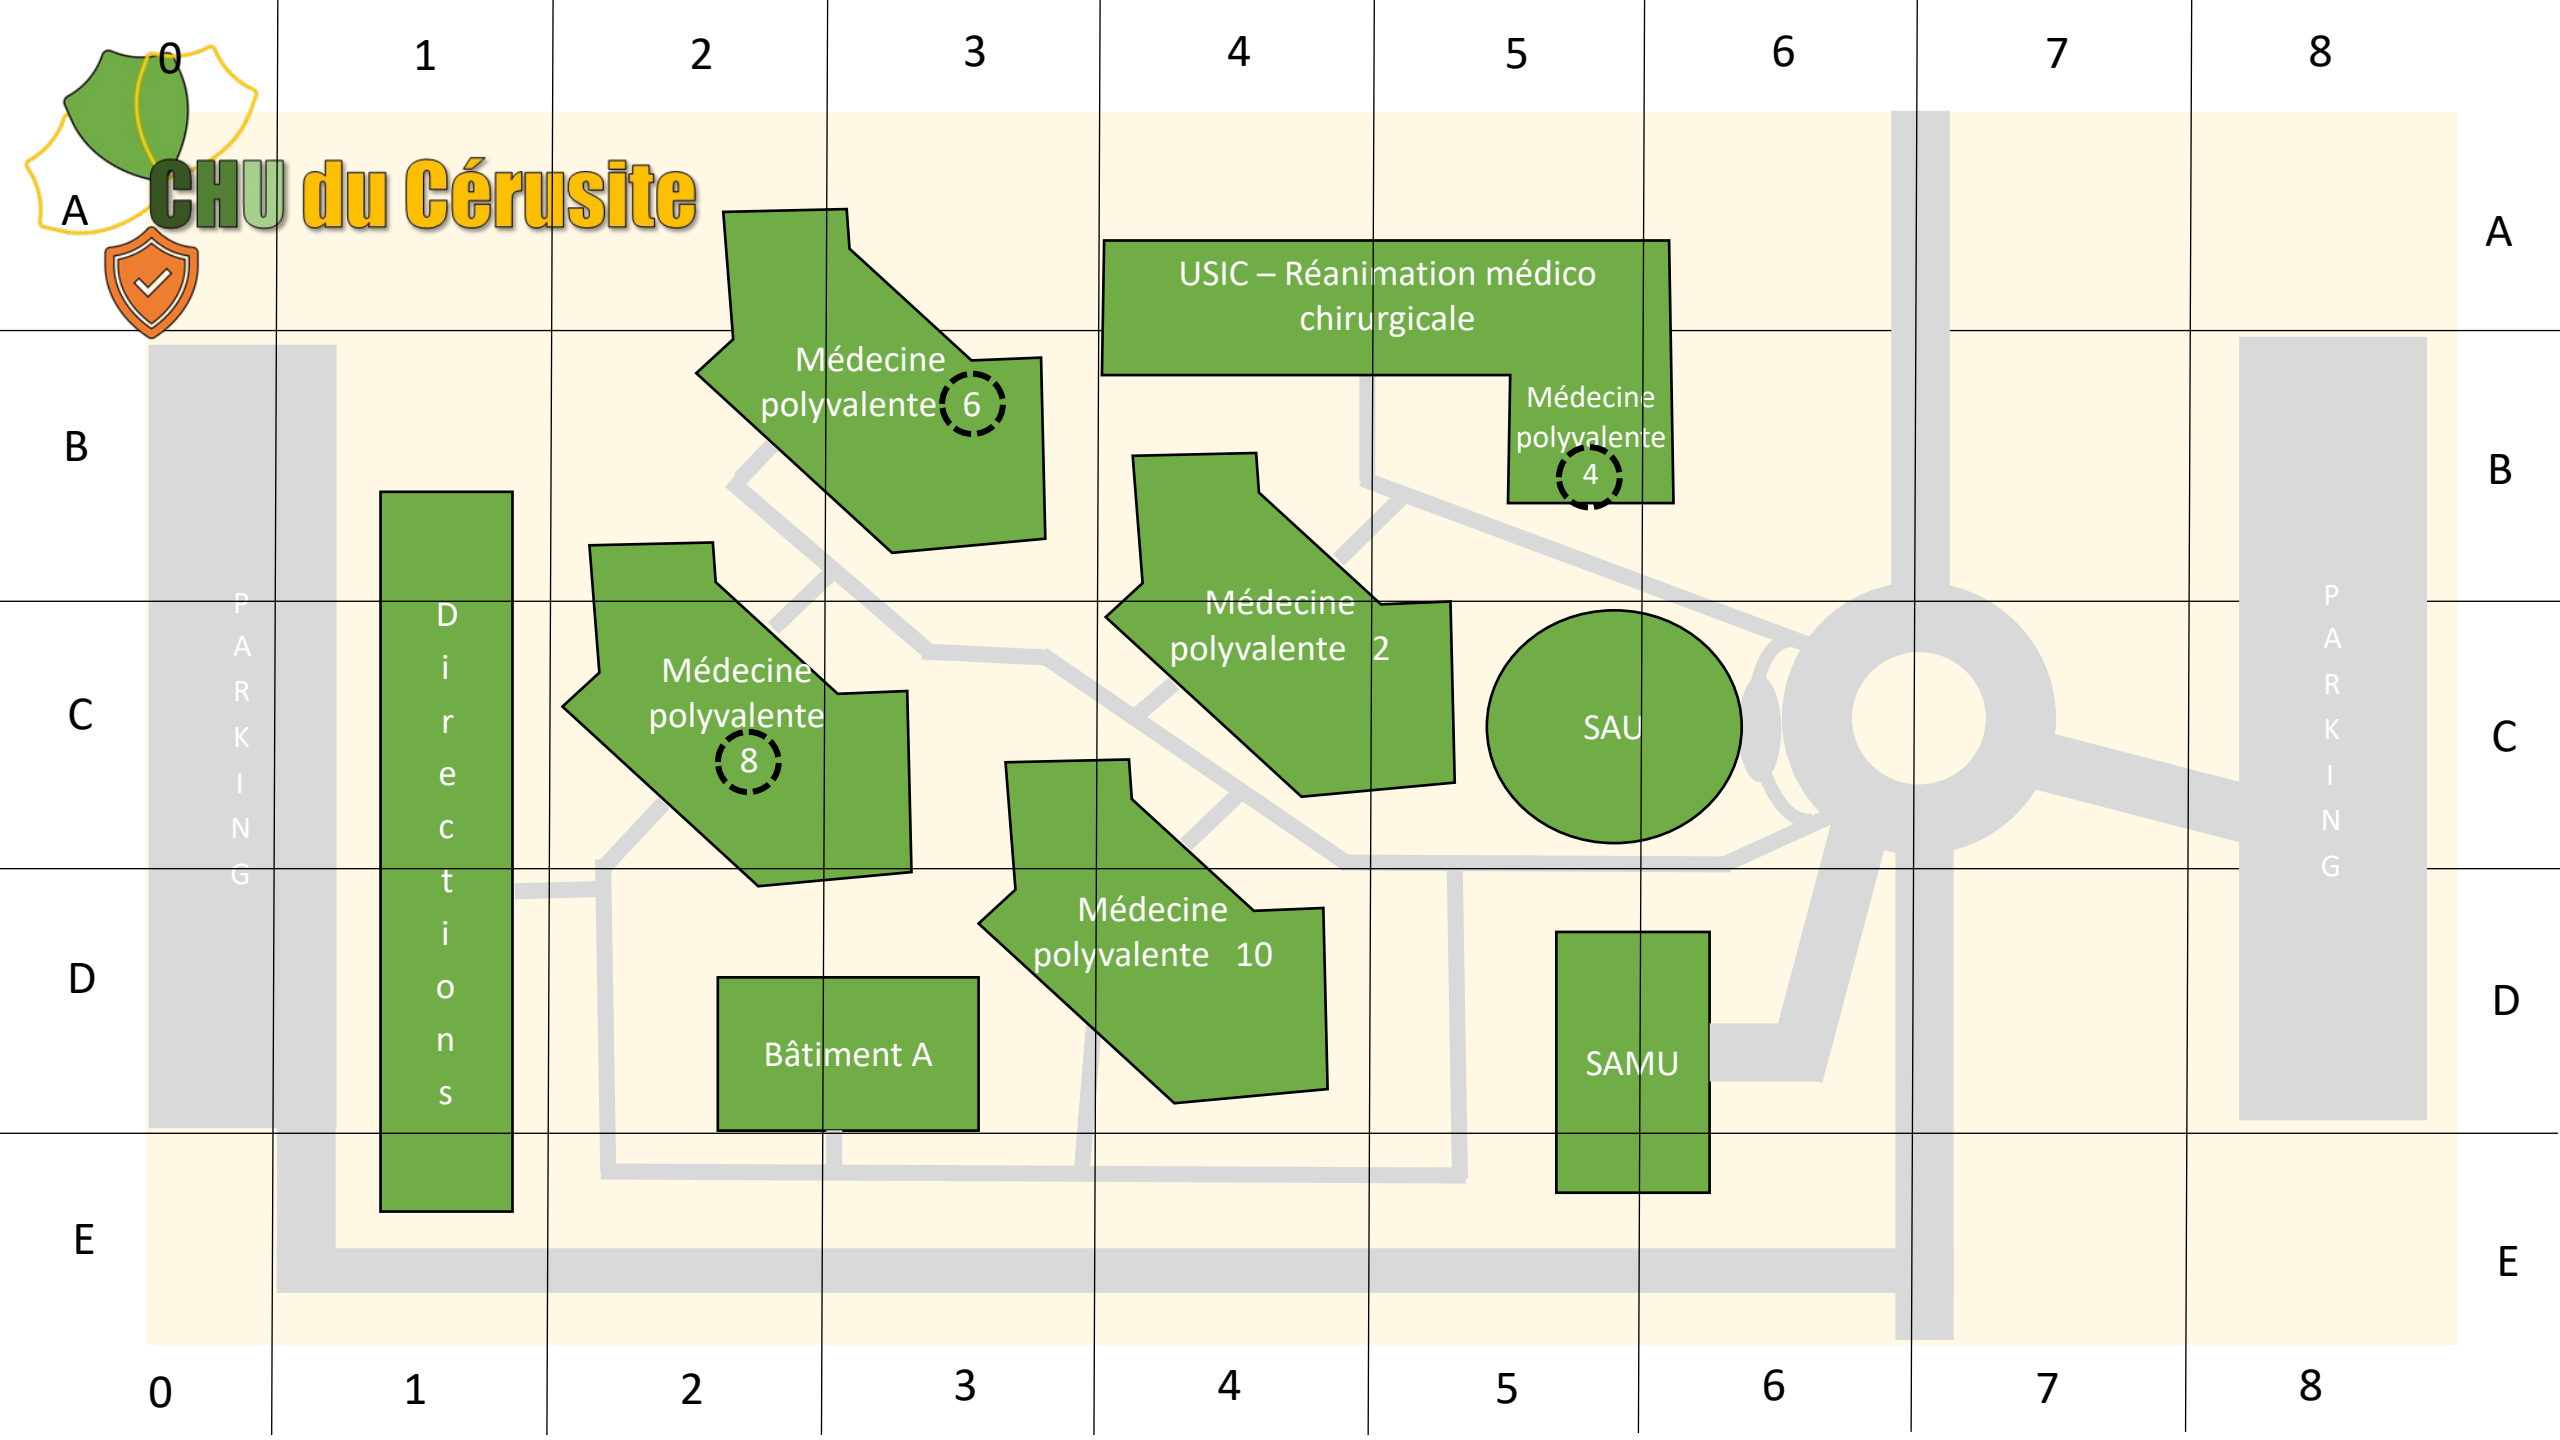 0 1 2 3 4 5 6 7 8
CHU du Cérusite
A A
USIC – Réanimation médico
chirurgicale
Médecine
polyvalente 6
Médecine
polyvalente
4
B B
Médecine
polyvalente 2
P
A
R
K
I
N
G
D
i
r
e
c
t
i
o
n
s
Médecine
polyvalente
8
SAU
P
A
R
K
I
N
G
C C
Médecine
polyvalente 10
D D
Bâtiment A
SAMU
E E
0 1 2 3 4 5 6 7 8